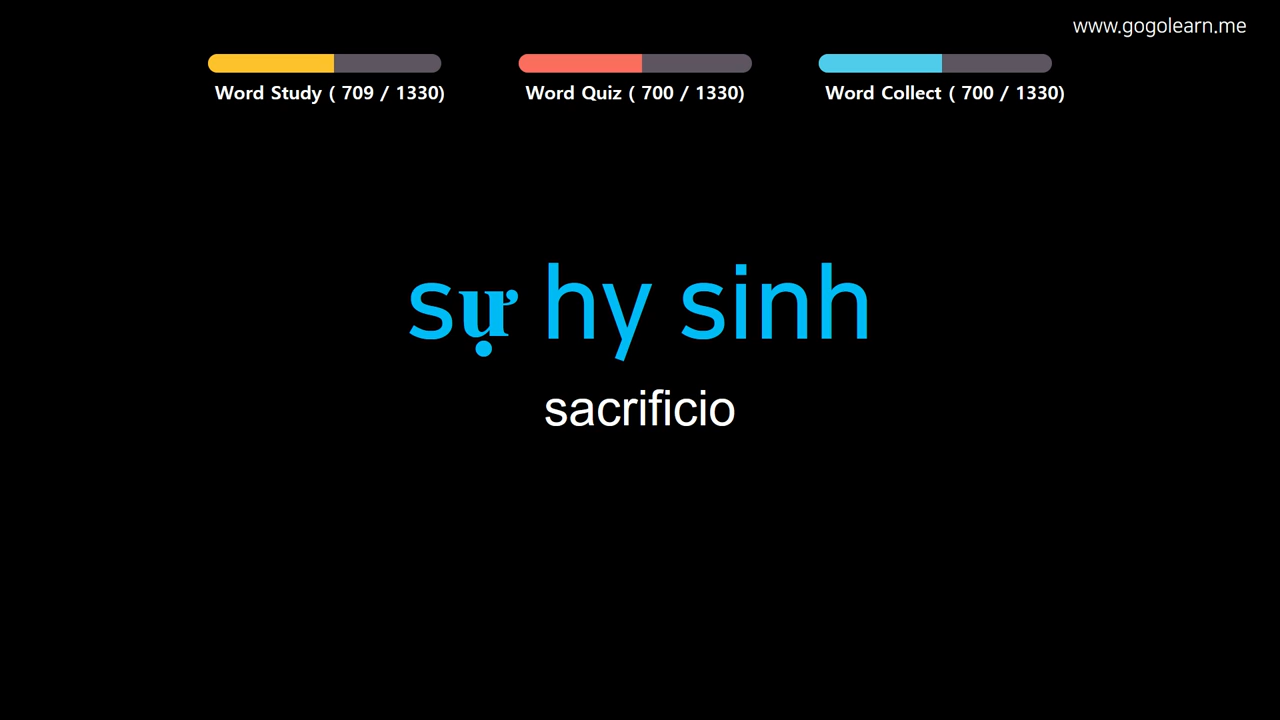 www.gogolearn.me
Word Study ( 709 / 1330)
Word Quiz ( 700 / 1330)
Word Collect ( 700 / 1330)
sự hy sinh
sacrificio